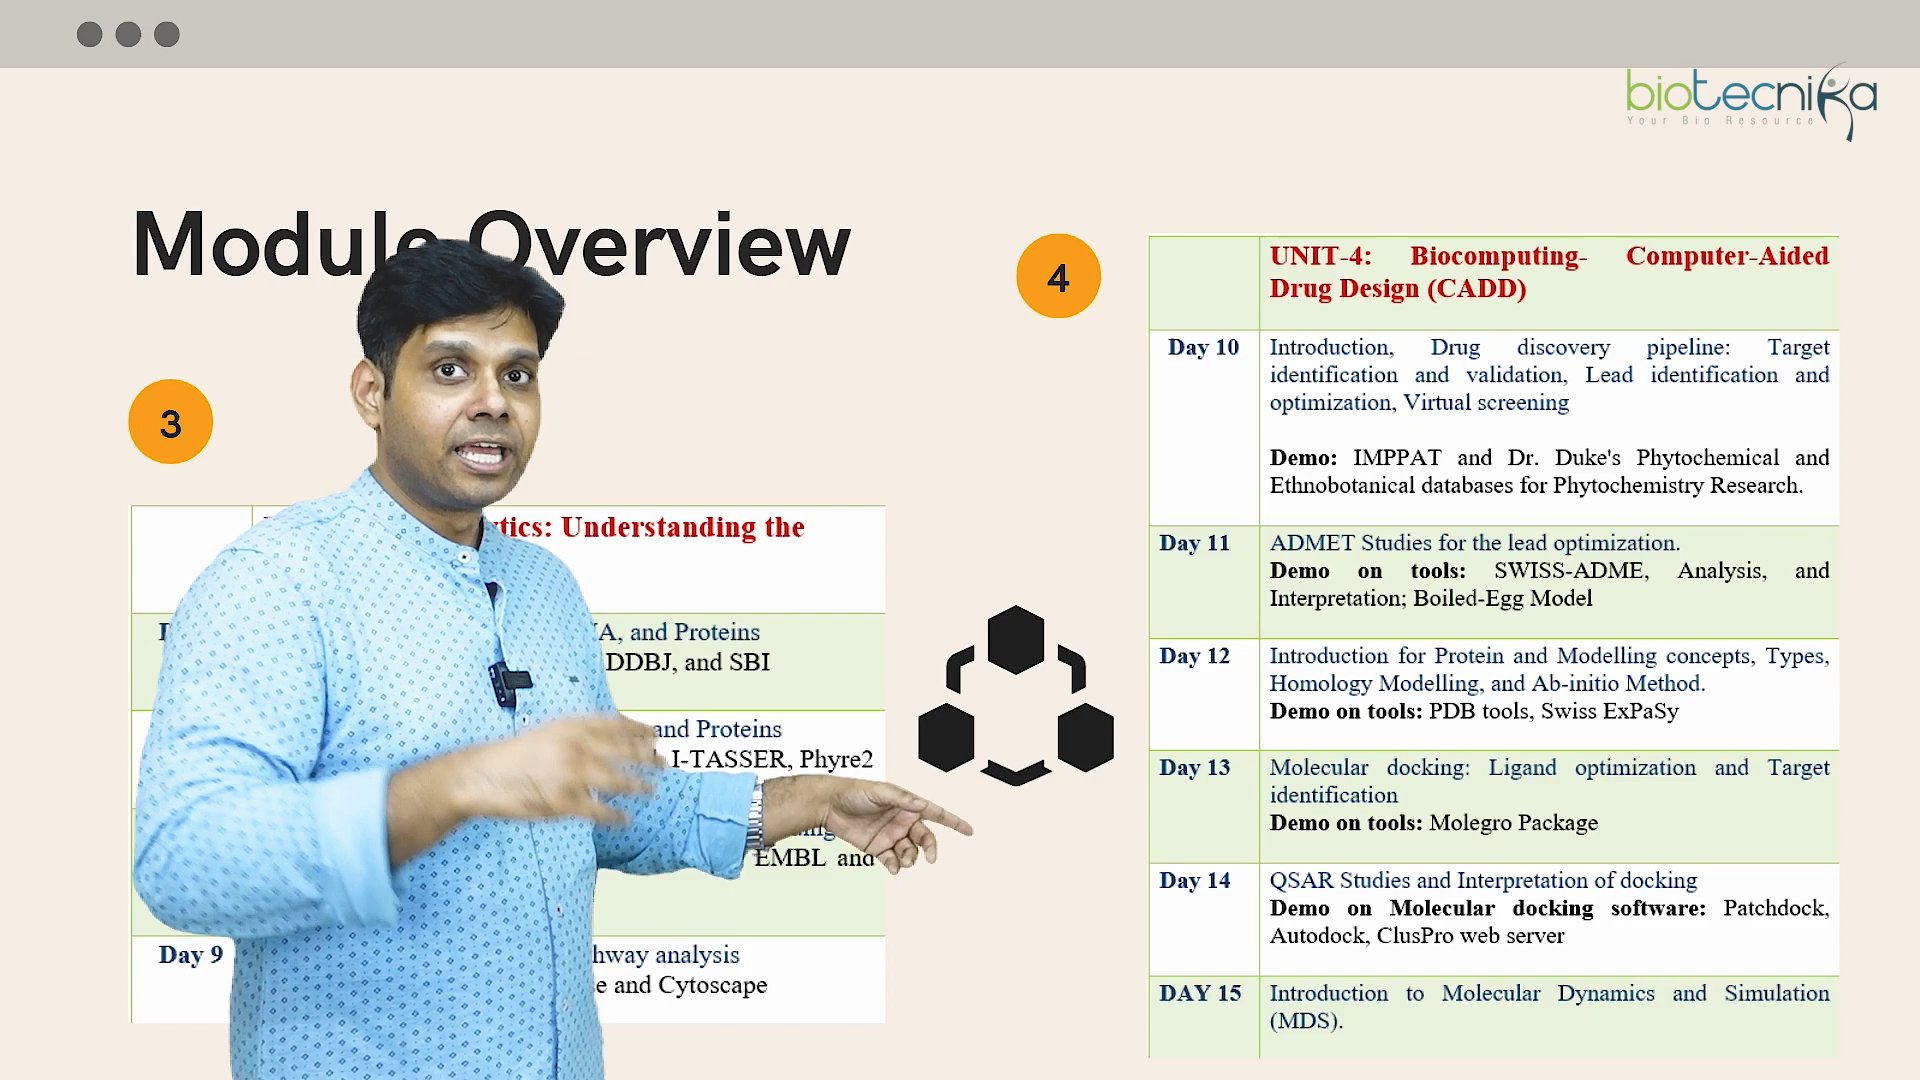 biotecnika
Your Bio Resource
Module Overview
3
Understanding the
and Proteins
DDBJ, and SBI
and Proteins
I-TASSER, Phyre2
EMBL and
Day 9
analysis
and Cytoscape
4
UNIT-4: Biocomputing- Computer-Aided
Drug Design (CADD)
Day 10
Introduction, Drug discovery pipeline: Target
identification and validation, Lead identification and
optimization, Virtual screening
Demo: IMPPAT and Dr. Duke's Phytochemical and
Ethnobotanical databases for Phytochemistry Research.
Day 11
ADMET Studies for the lead optimization.
Demo on tools: SWISS-ADME, Analysis, and
Interpretation; Boiled-Egg Model
Day 12
Introduction for Protein and Modelling concepts, Types,
Homology Modelling, and Ab-initio Method.
Demo on tools: PDB tools, Swiss ExPaSy
Day 13
Molecular docking: Ligand optimization and Target
identification
Demo on tools: Molegro Package
Day 14
QSAR Studies and Interpretation of docking
Demo on Molecular docking software: Patchdock,
Autodock, ClusPro web server
DAY 15
Introduction to Molecular Dynamics and Simulation
(MDS).